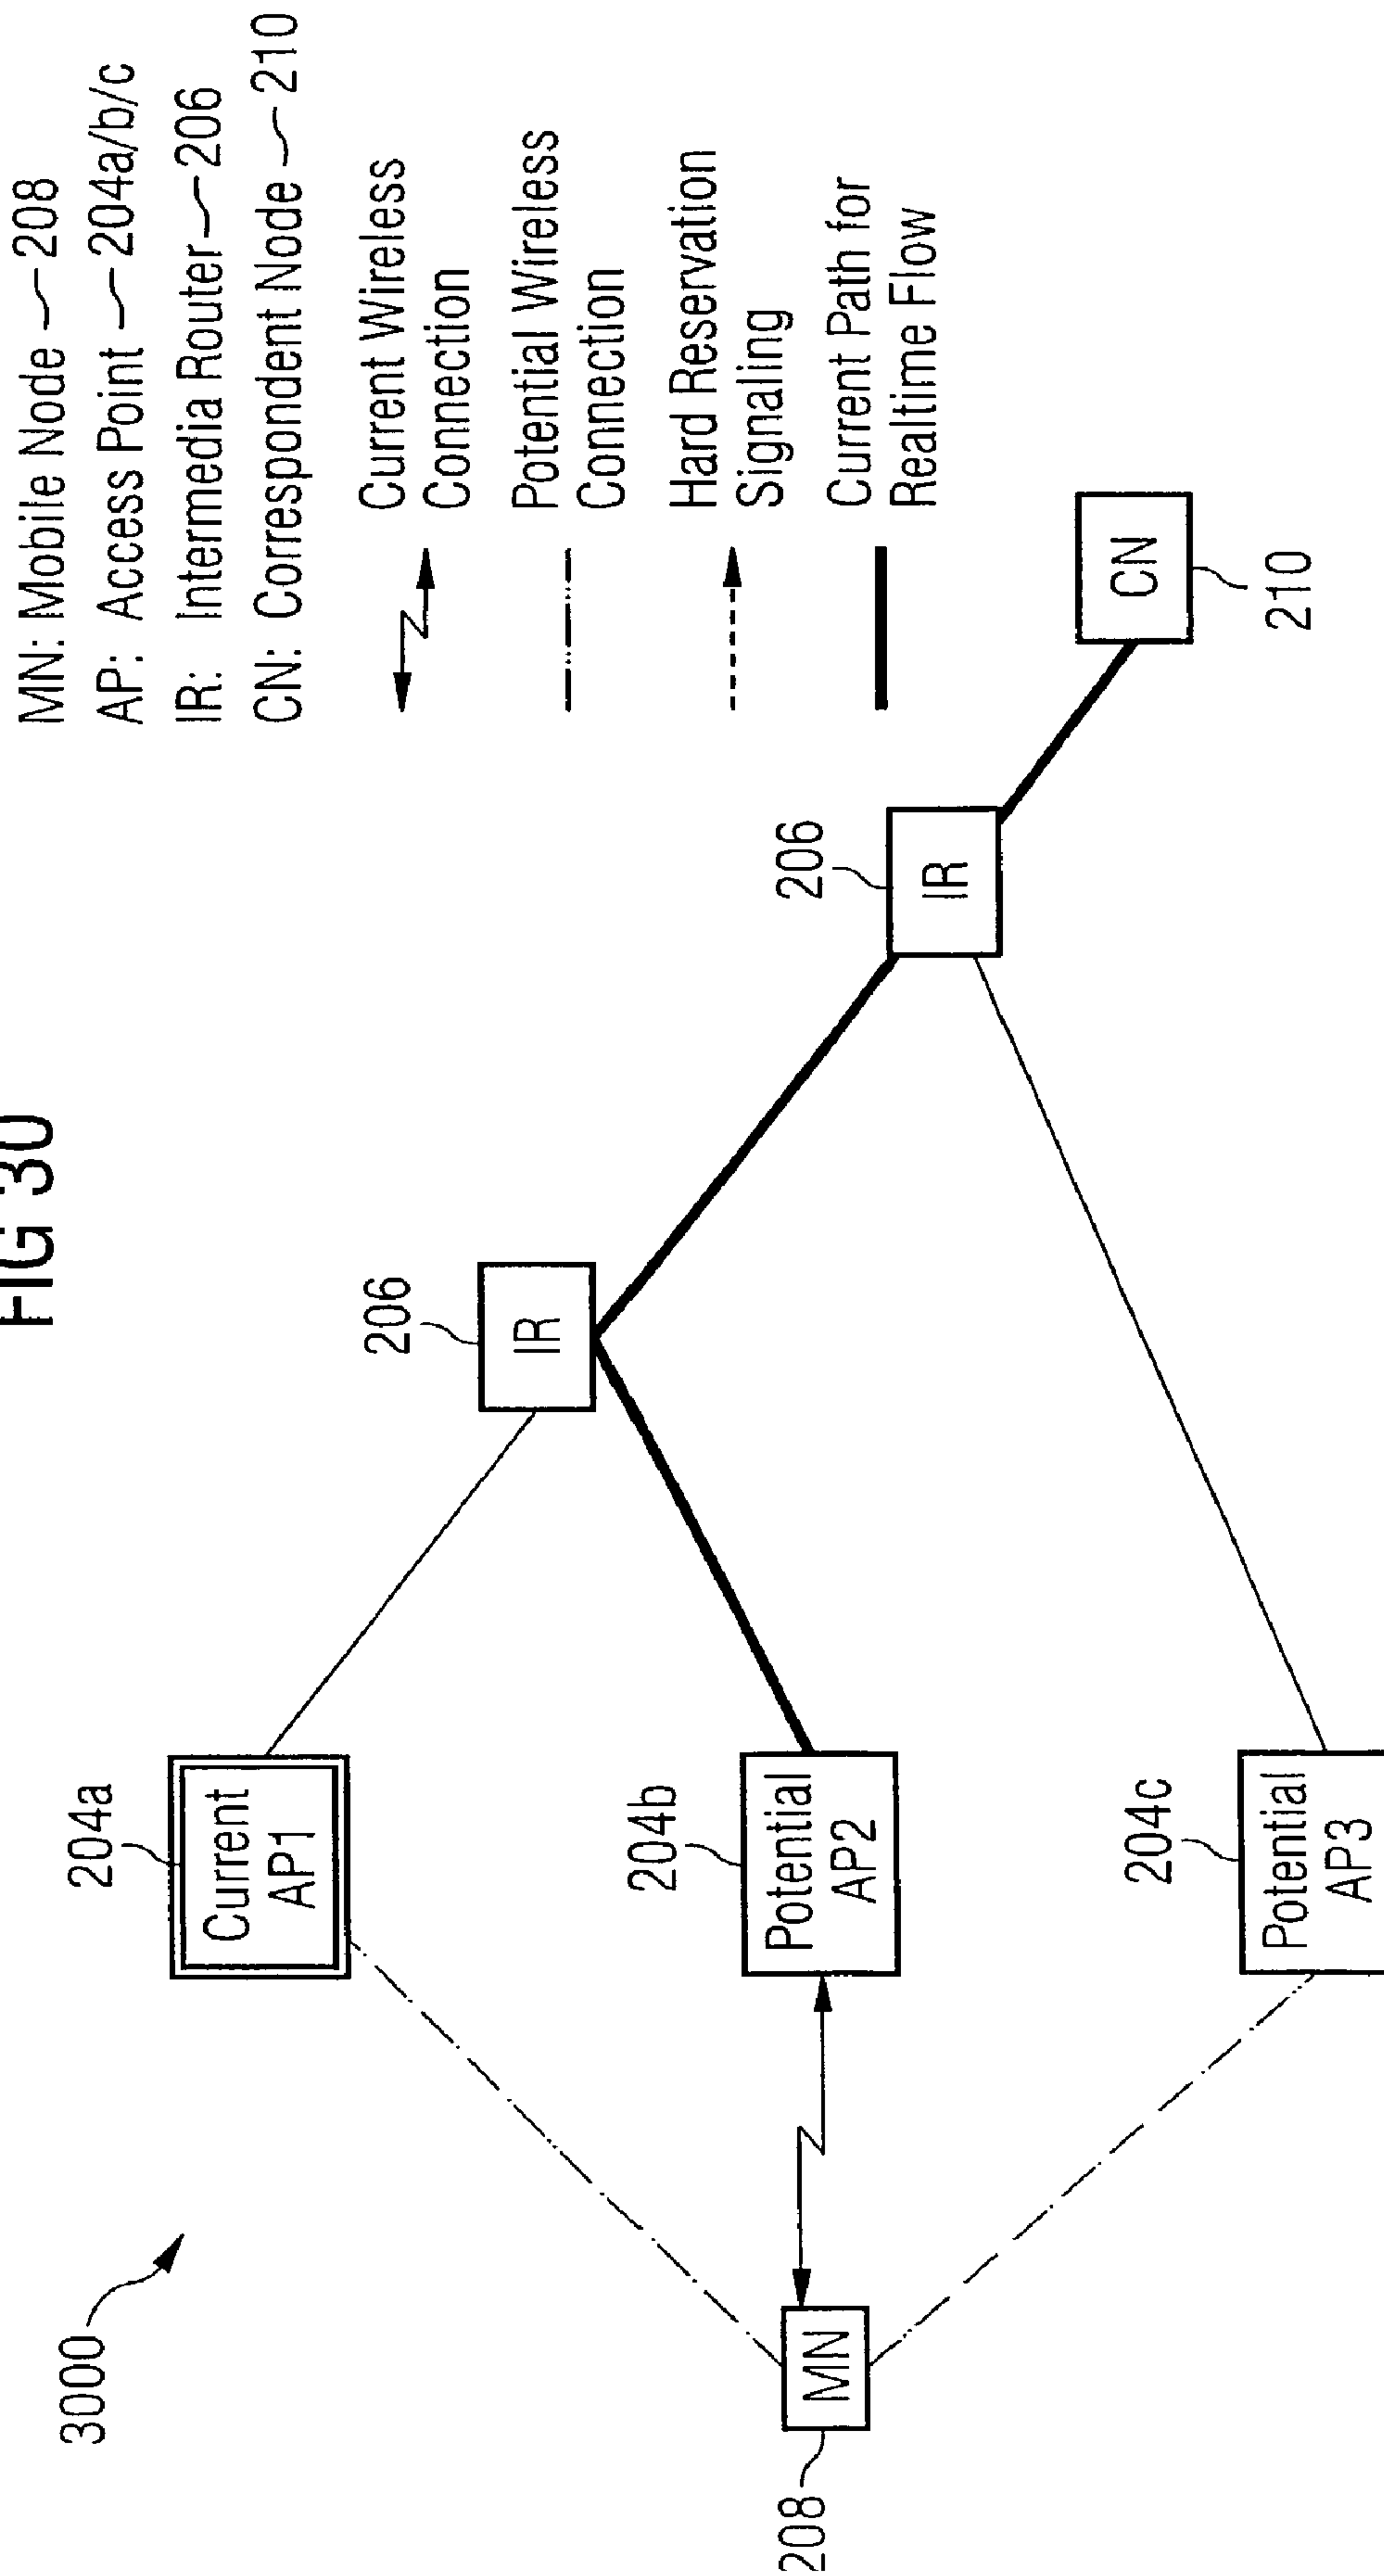 FIG 30
MN: Mobile Node 208
AP: Access Point 204a/b/c
IR: Intermedia Router 206
CN: Correspondent Node 210
Current Wireless
Connection
Potential Wireless
Connection
Hard Reservation
Signaling
Current Path for
Realtime Flow
3000
204a
Current
AP1
206
IR
206
IR
204b
Potential
AP2
208
MN
CN
210
204c
Potential
AP3